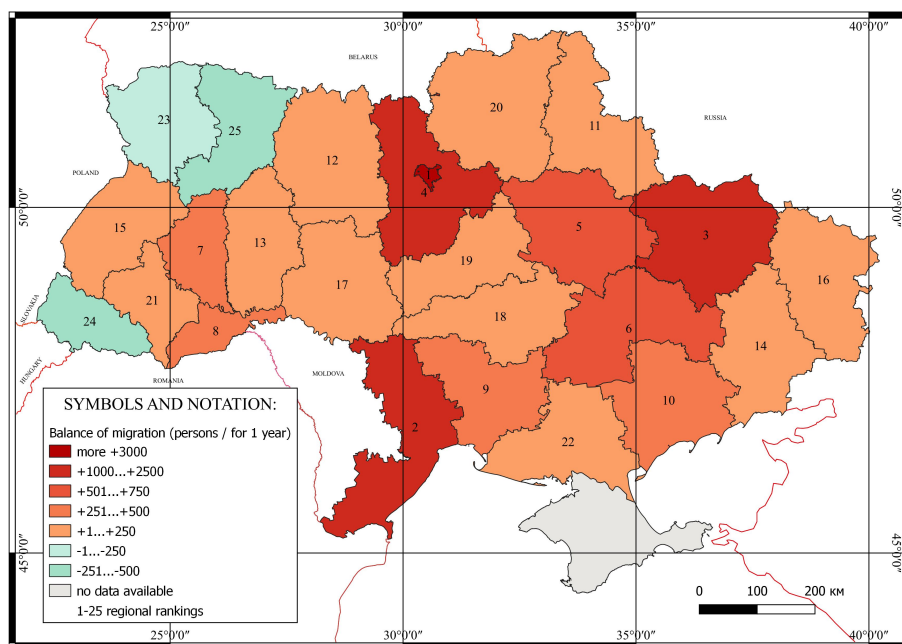 25°0'0" 30°0'0" 35°0'0" 40°0'0"
BELARUS
RUSSIA
POLAND
50°0'0" 50°0'0"
SLOVAKIA
HUNGARY
ROMANIA
MOLDOVA
23
25
12
20
11
1
4
15
7
13
5
3
19
17
16
21
24
8
18
6
14
9
10
2
22
SYMBOLS AND NOTATION:
Balance of migration (persons / for 1 year)
more +3000
+1000...+2500
+501...+750
+251...+500
+1...+250
-1...-250
-251...-500
no data available
1-25 regional rankings
45°0'0" 45°0'0"
0 100 200 км
25°0'0" 30°0'0" 35°0'0" 40°0'0"